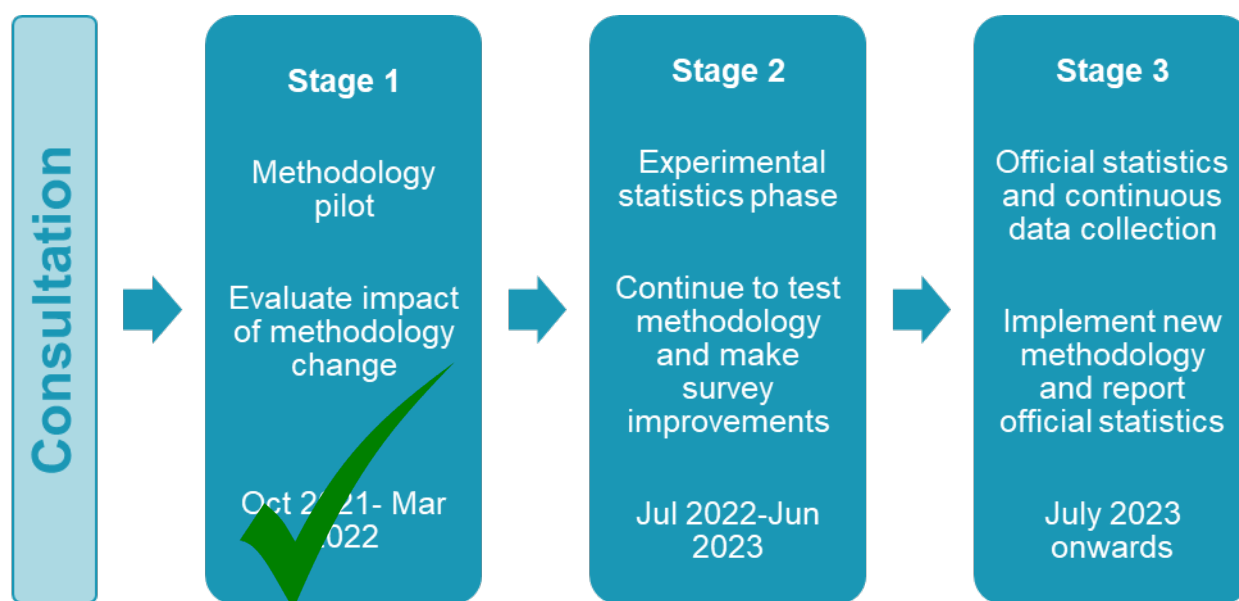 Consultation
Stage 1
Methodology
pilot
Evaluate impact
of methodology
change
Oct 2021- Mar
2022
Stage 2
Experimental
statistics phase
Continue to test
methodology
and make
survey
improvements
Jul 2022-Jun
2023
Stage 3
Official statistics
and continuous
data collection
Implement new
methodology
and report
official statistics
July 2023
onwards